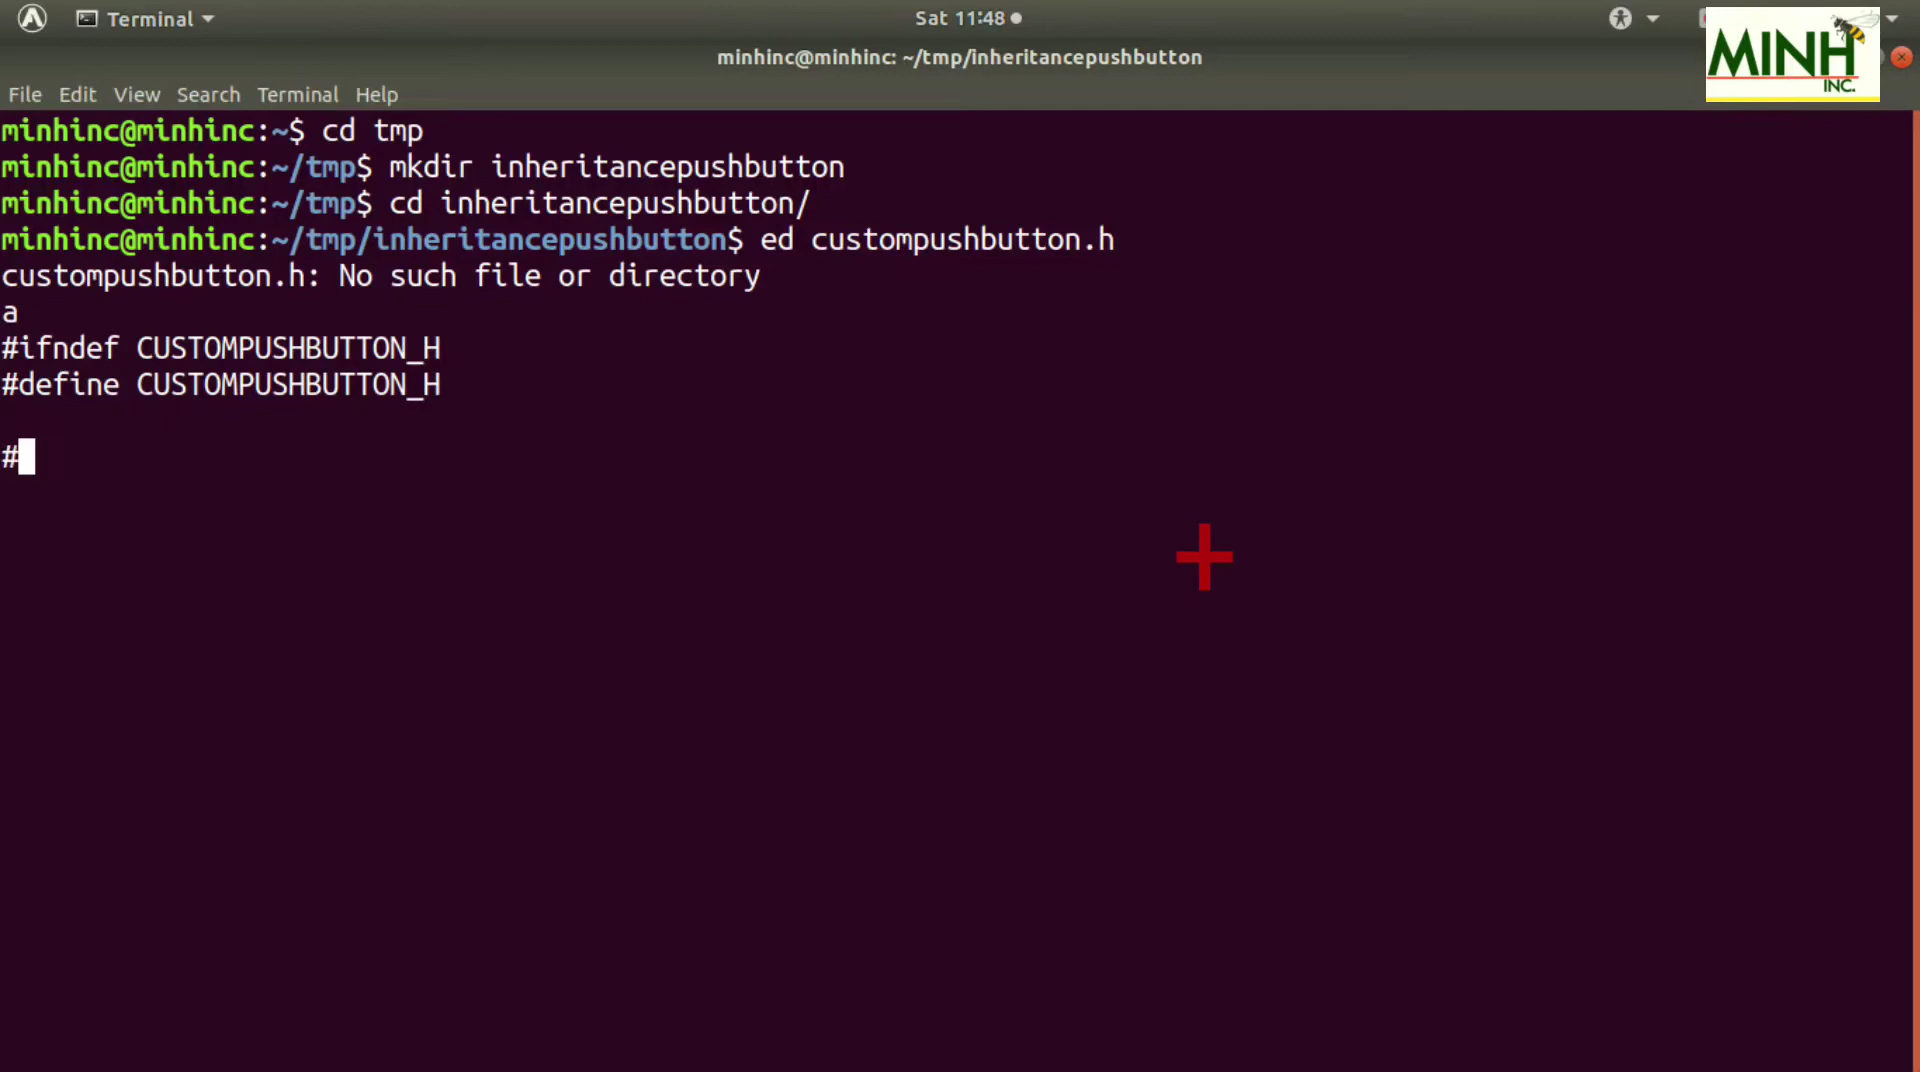 Terminal
Sat 11:48
minhinc@minhinc: ~/tmp/inheritancepushbutton
MINH
INC.
File Edit View Search Terminal Help
minhinc@minhinc:~$ cd tmp
minhinc@minhinc:~/tmp$ mkdir inheritancepushbutton
minhinc@minhinc:~/tmp$ cd inheritancepushbutton/
minhinc@minhinc:~/tmp/inheritancepushbutton$ ed custompushbutton.h
custompushbutton.h: No such file or directory
a
#ifndef CUSTOMPUSHBUTTON_H
#define CUSTOMPUSHBUTTON_H
#